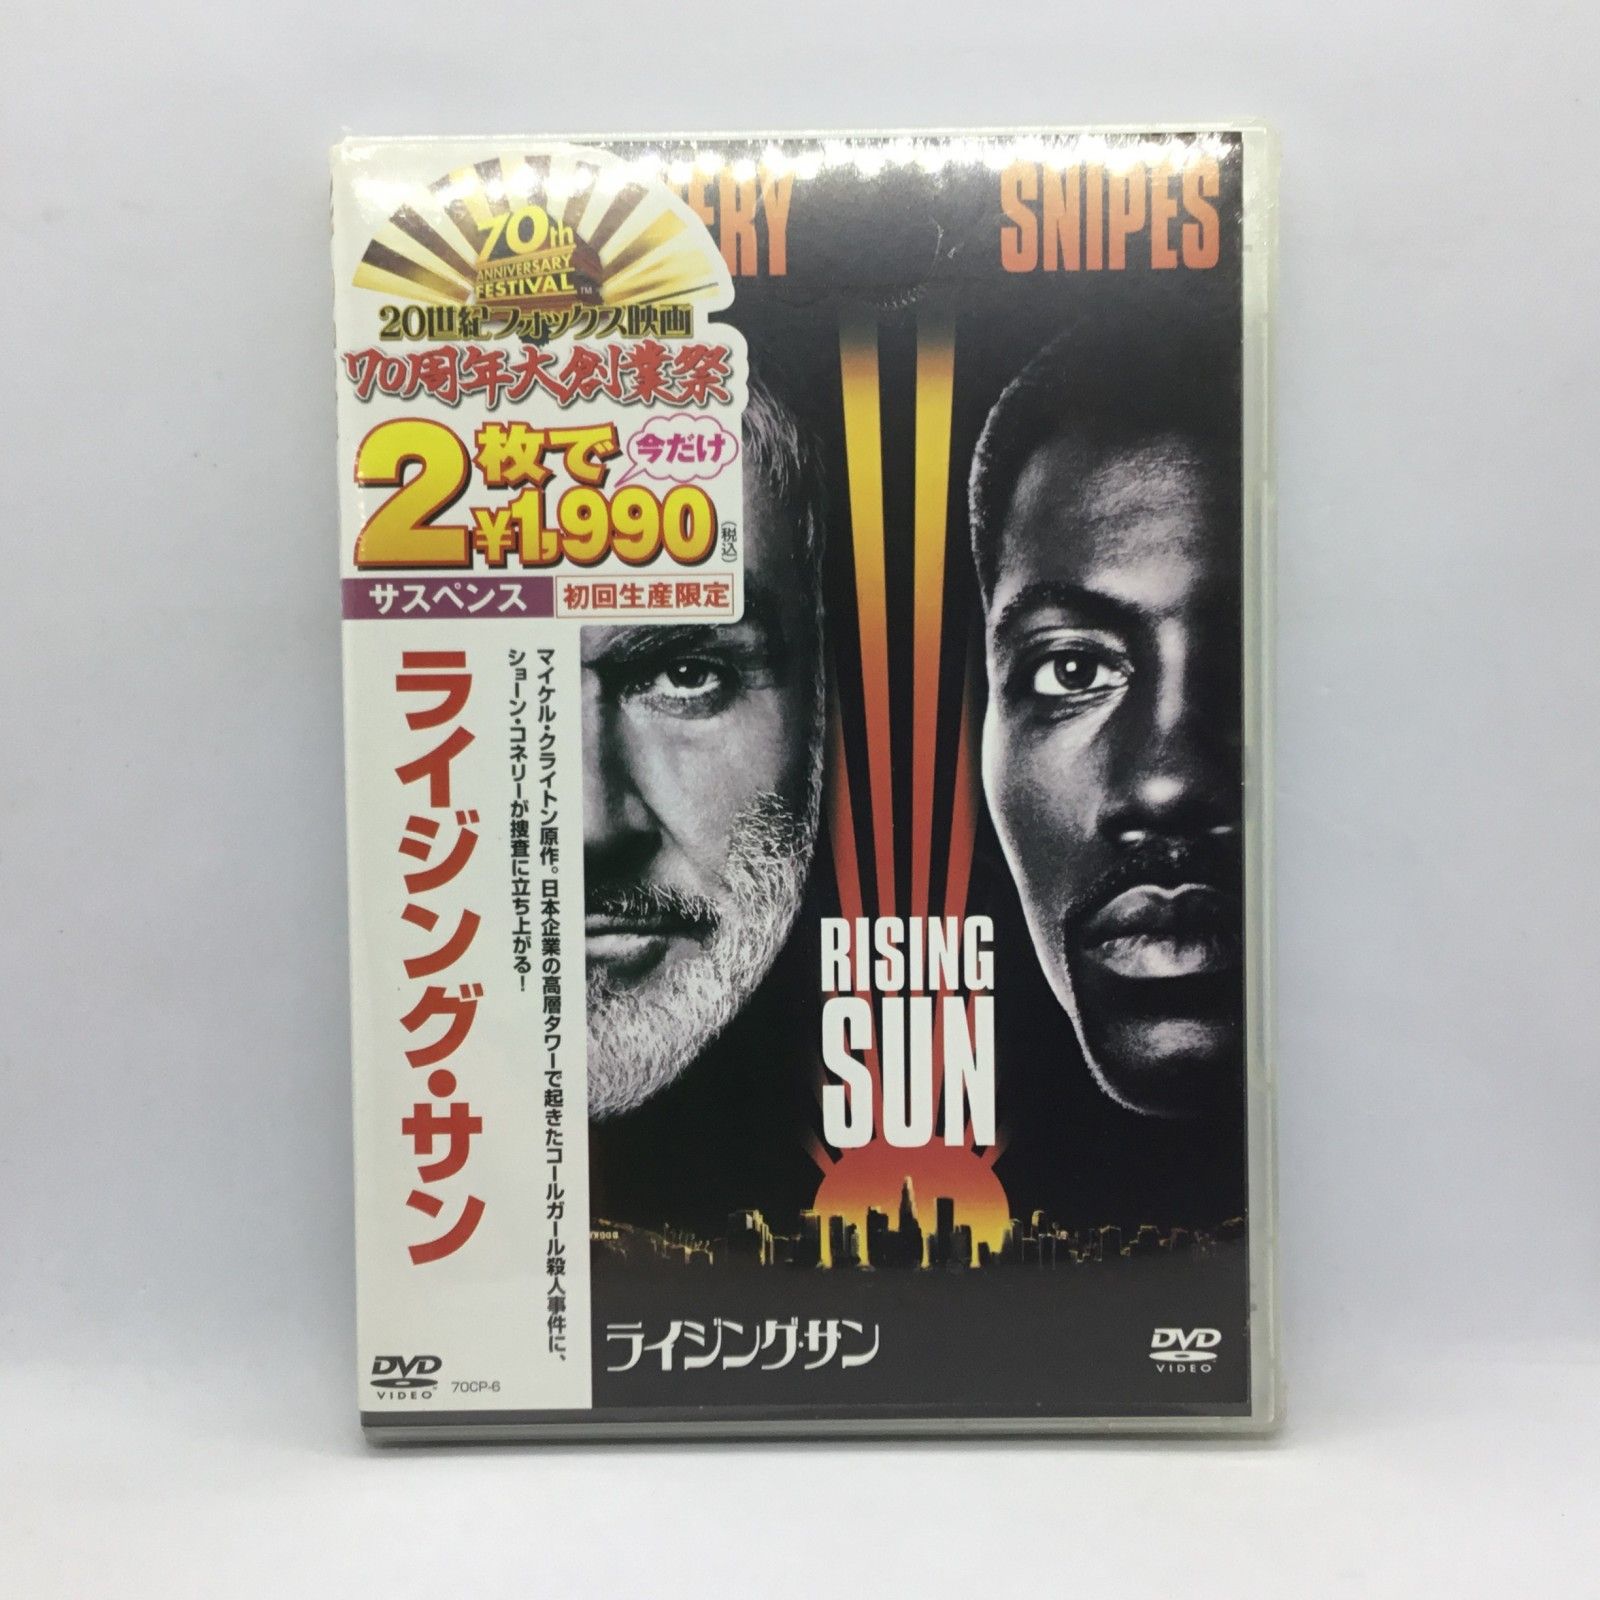 ERY
SNIPES
70th
ANNIVERSARY
FESTIVAL™
20世紀フォックス映画
70周年大創業祭
2枚で
今だけ
¥1,990
(税込)
サスペンス
初回生産限定
ライジング・サン
マイケル・クライトン原作。日本企業の高層タワーで起きたコールガール殺人事件に、
ショーン・コネリーが捜査に立ち上がる!
RISING
SUN
ライジング・サン
DVD
VIDEO
DVD
VIDEO
70CP-6